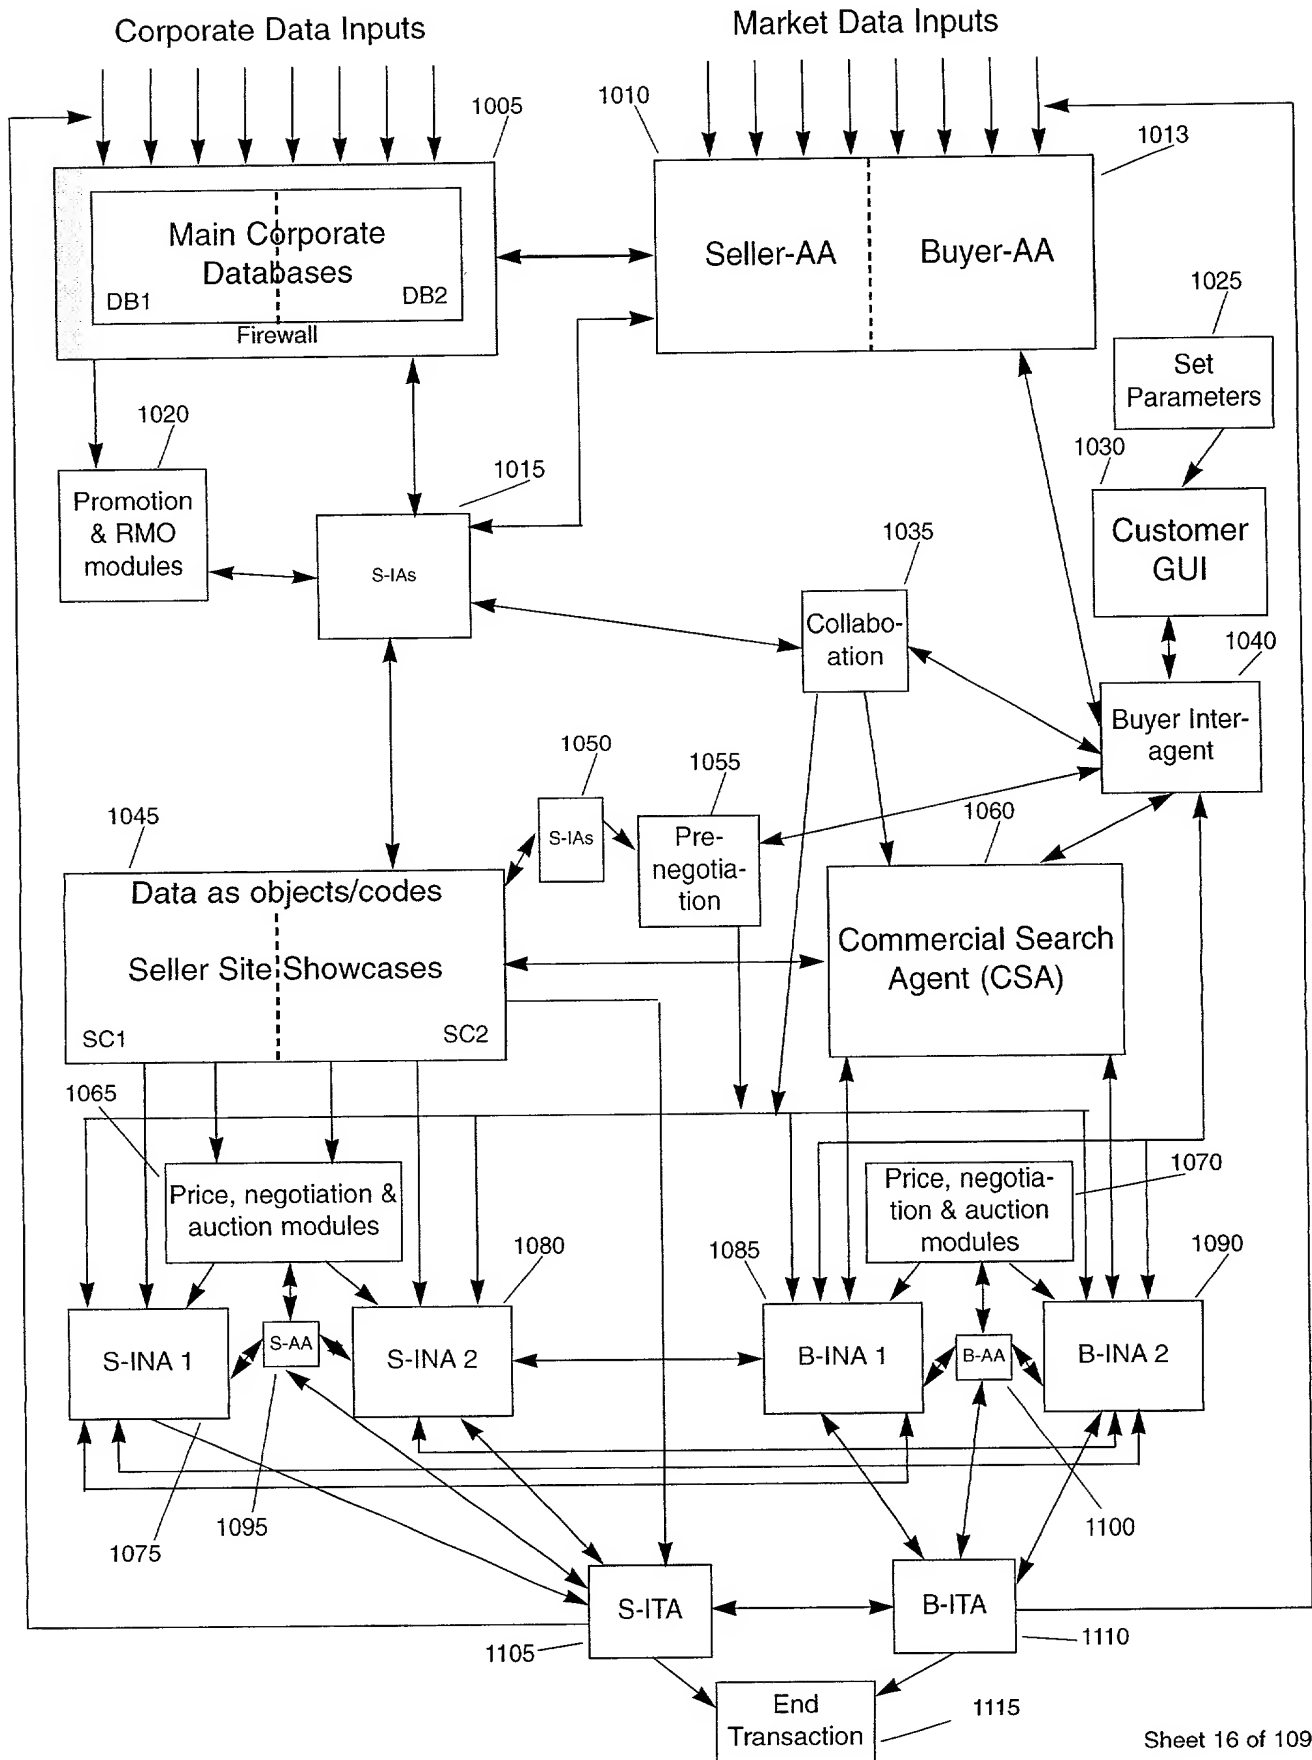 Corporate Data Inputs
Market Data Inputs
1005
1010
1013
Main Corporate
Databases
DB1
DB2
Firewall
Seller-AA
Buyer-AA
1025
Set
Parameters
1020
1015
1030
Promotion
& RMO
modules
S-IAs
Customer
GUI
1035
Collabo-
ation
1040
Buyer Inter-
agent
1050
1055
1045
S-IAs
Pre-
negotia-
tion
1060
Data as objects/codes
Seller Site Showcases
SC1
SC2
Commercial Search
Agent (CSA)
1065
Price, negotiation &
auction modules
1070
Price, negotia-
tion & auction
modules
1080
1085
1090
S-INA 1
S-AA
S-INA 2
B-INA 1
B-AA
B-INA 2
1075
1095
1100
S-ITA
B-ITA
1105
1110
End
Transaction
1115
Sheet 16 of 109